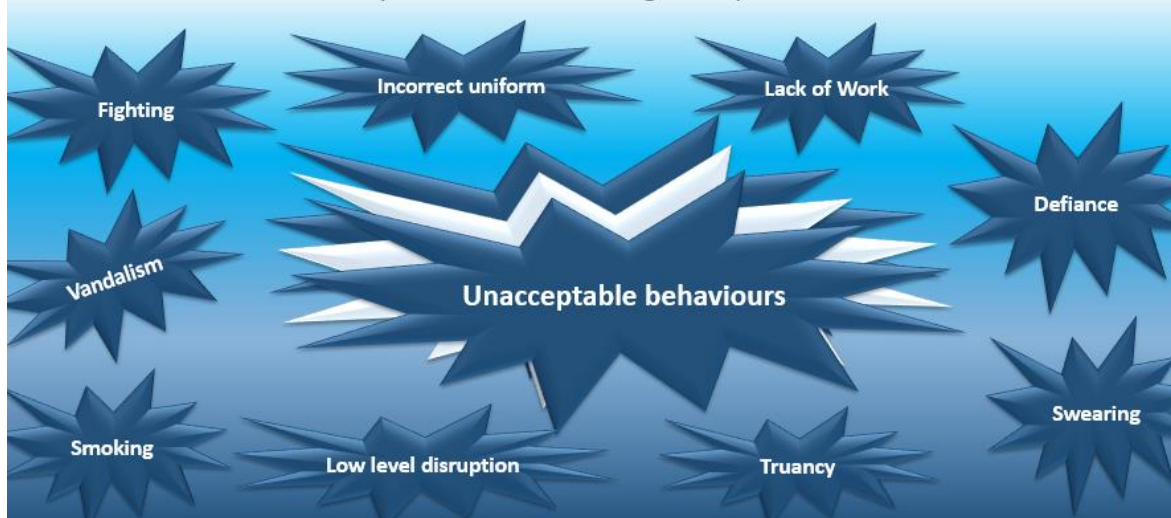 Fighting
Incorrect uniform
Lack of Work
Defiance
Vandalism
Unacceptable behaviours
Swearing
Smoking
Low level disruption
Truancy